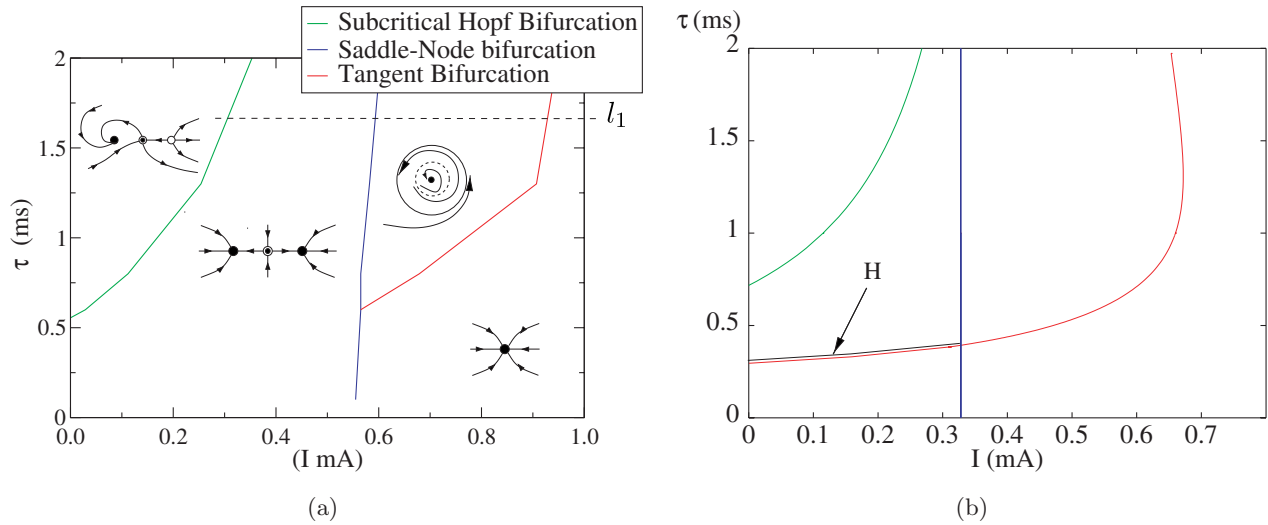 Subcritical Hopf Bifurcation
Saddle-Node bifurcation
Tangent Bifurcation
2
1.5
1
0.5
0
τ (ms)
0.0
0.2
0.4
0.6
0.8
1.0
(I mA)
l₁
(a)
τ (ms)
2
1.5
1
0.5
0
H
0
0.1
0.2
0.3
0.4
0.5
0.6
0.7
I (mA)
(b)